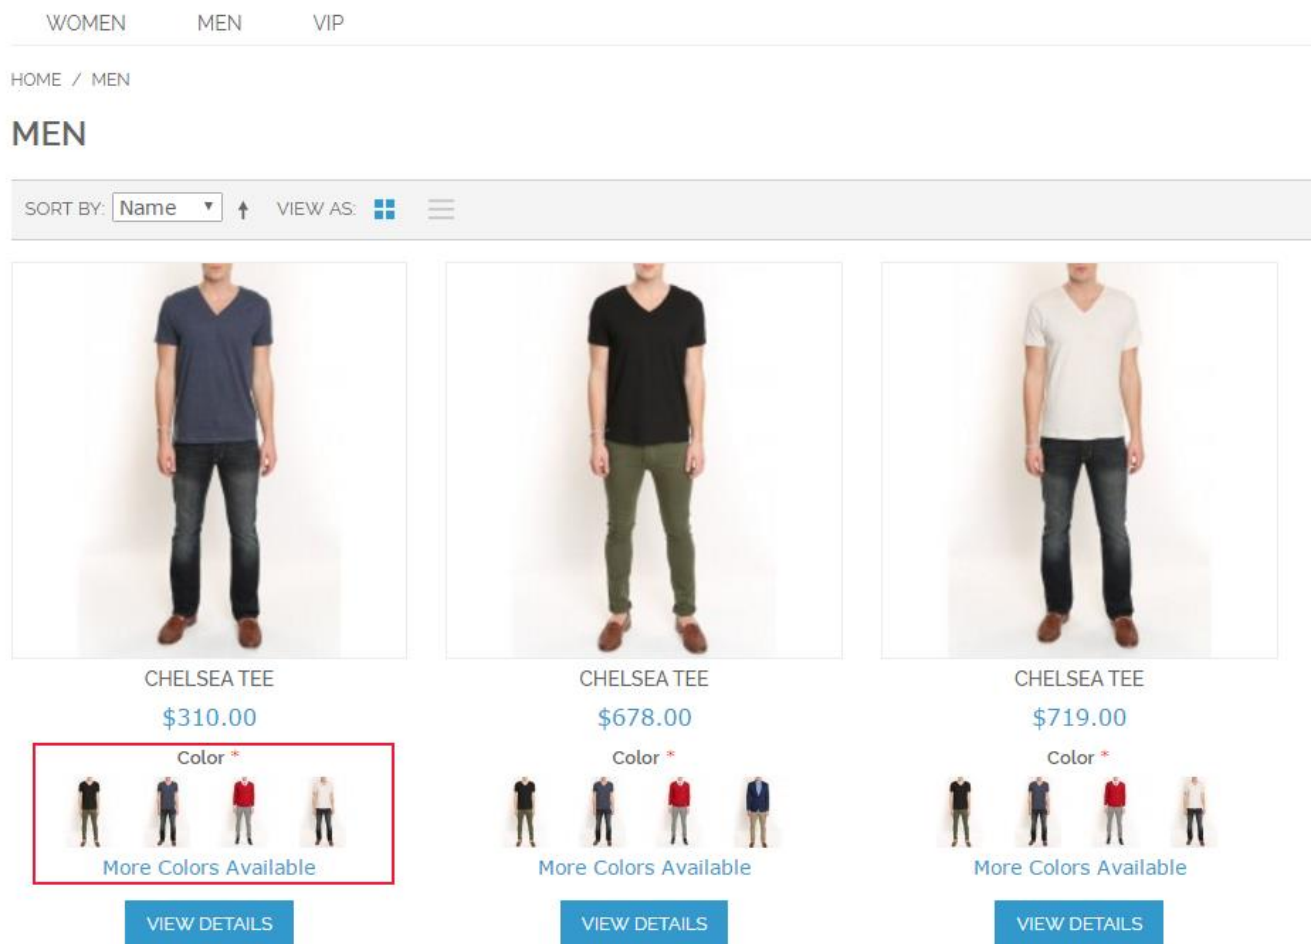 WOMEN MEN VIP
HOME / MEN
MEN
SORT BY: Name VIEW AS:
CHELSEA TEE CHELSEA TEE CHELSEA TEE
$310.00 $678.00 $719.00
Color * Color * Color *
More Colors Available More Colors Available More Colors Available
VIEW DETAILS VIEW DETAILS VIEW DETAILS